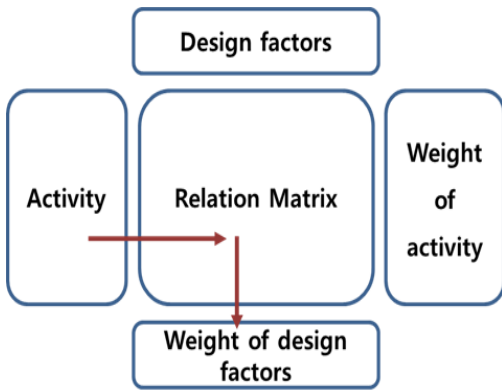 Design factors
Activity
Relation Matrix
Weight
of
activity
Weight of design
factors